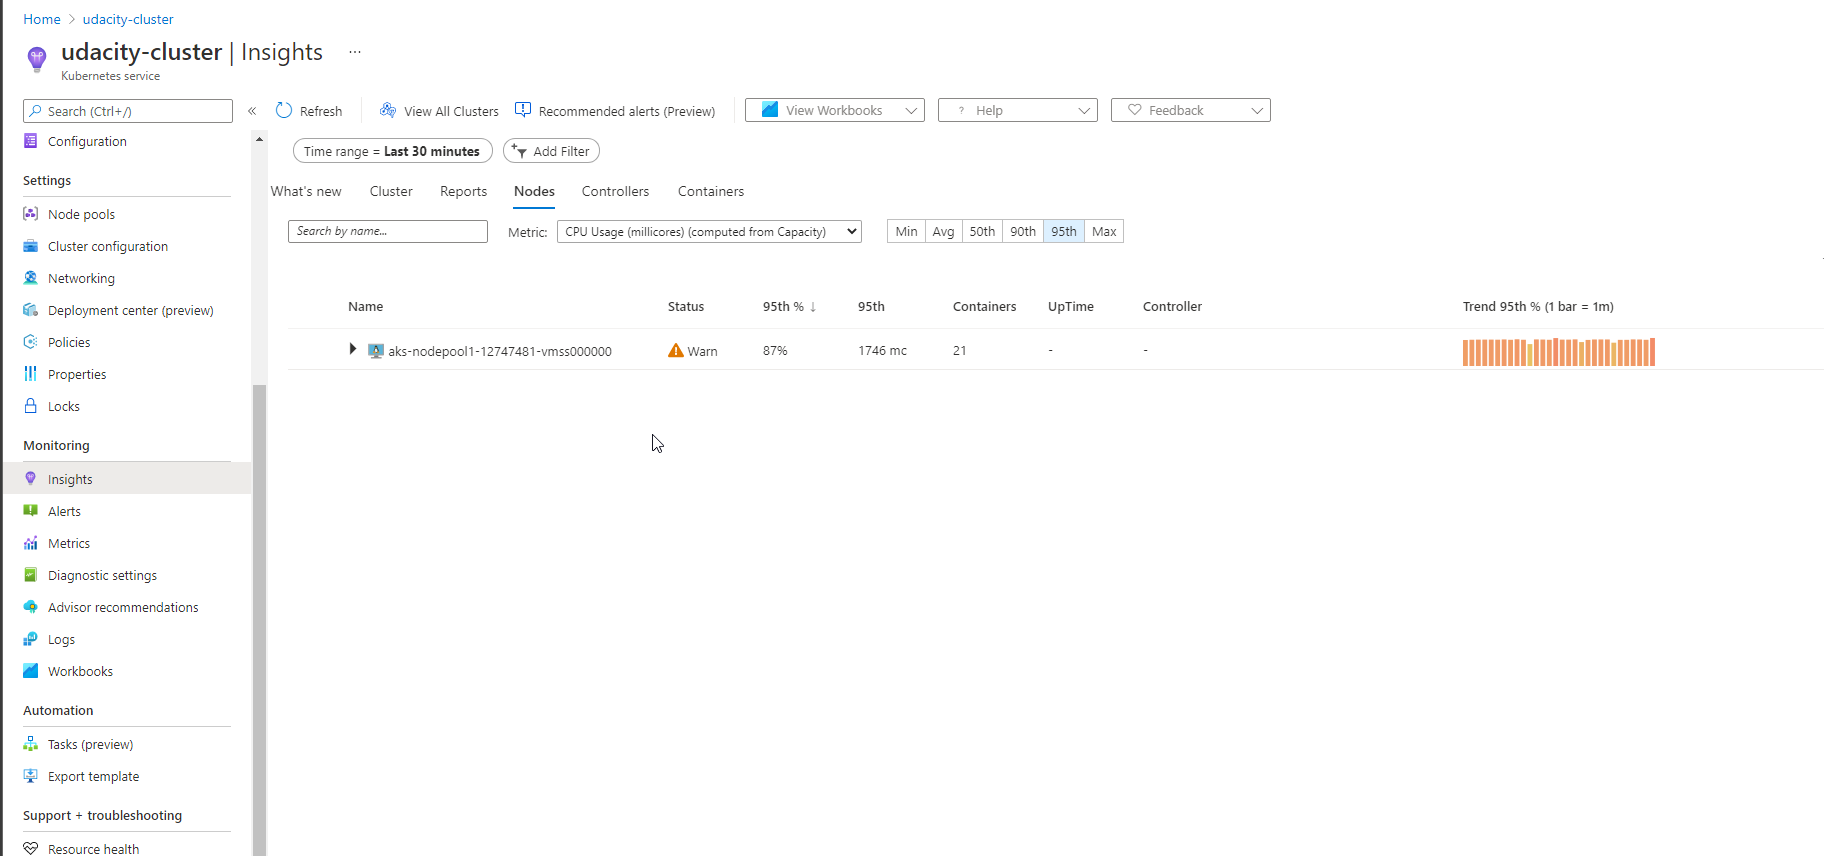 Home > udacity-cluster
udacity-cluster | Insights ...
Kubernetes service
Search (Ctrl+/)
«
Refresh
View All Clusters
Recommended alerts (Preview)
View Workbooks
? Help
Feedback
Configuration
Settings
Node pools
Cluster configuration
Networking
Deployment center (preview)
Policies
Properties
Locks
Monitoring
Insights
Alerts
Metrics
Diagnostic settings
Advisor recommendations
Logs
Workbooks
Automation
Tasks (preview)
Export template
Support + troubleshooting
Resource health
Time range = Last 30 minutes
Add Filter
What's new Cluster Reports Nodes Controllers Containers
Search by name...
Metric: CPU Usage (millicores) (computed from Capacity)
Min Avg 50th 90th 95th Max
Name Status 95th % ↓ 95th Containers UpTime Controller Trend 95th % (1 bar = 1m)
aks-nodepool1-12747481-vmss000000 Warn 87% 1746 mc 21 - -